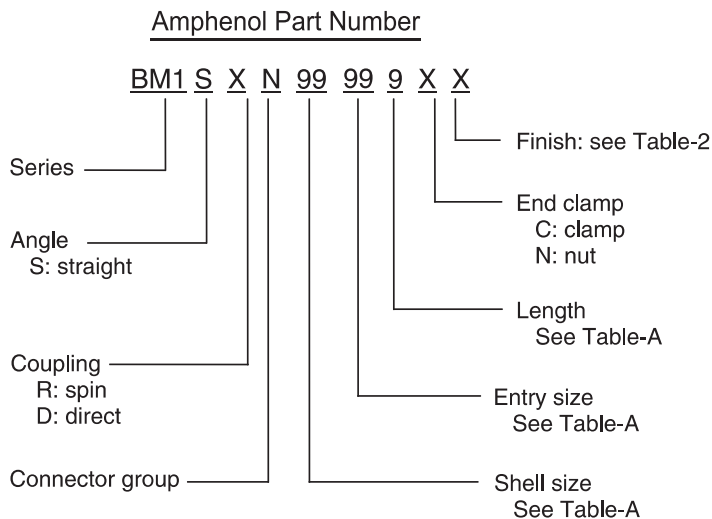 Amphenol Part Number
BM1 S X N 99 99 9 X X
Finish: see Table-2
Series
End clamp
C: clamp
N: nut
Angle
S: straight
Length
See Table-A
Coupling
R: spin
D: direct
Entry size
See Table-A
Connector group
Shell size
See Table-A